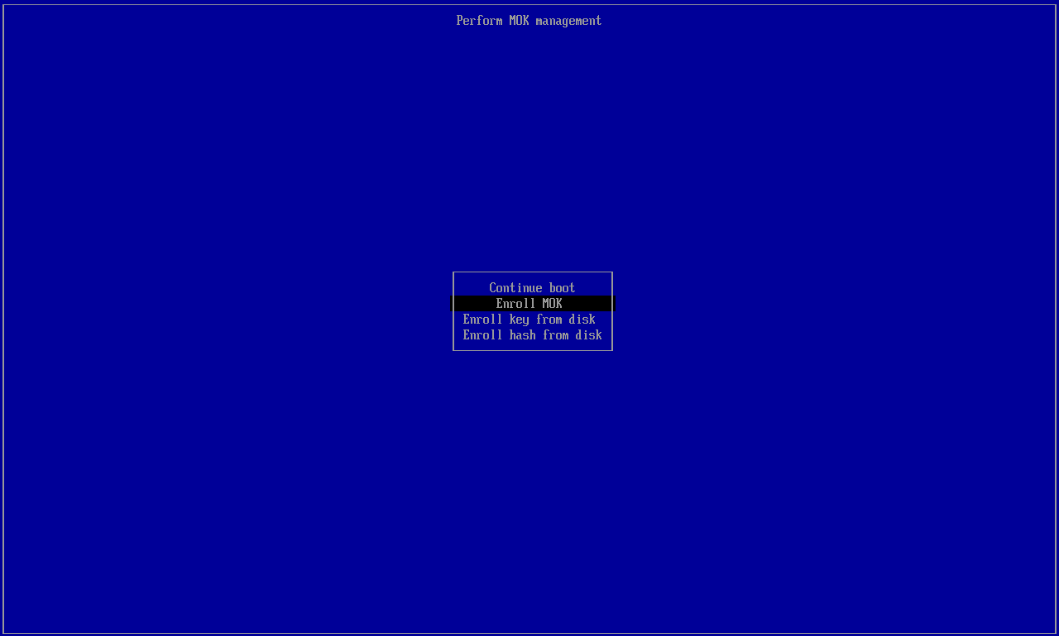 Perform MOK management
Continue boot
Enroll MOK
Enroll key from disk
Enroll hash from disk